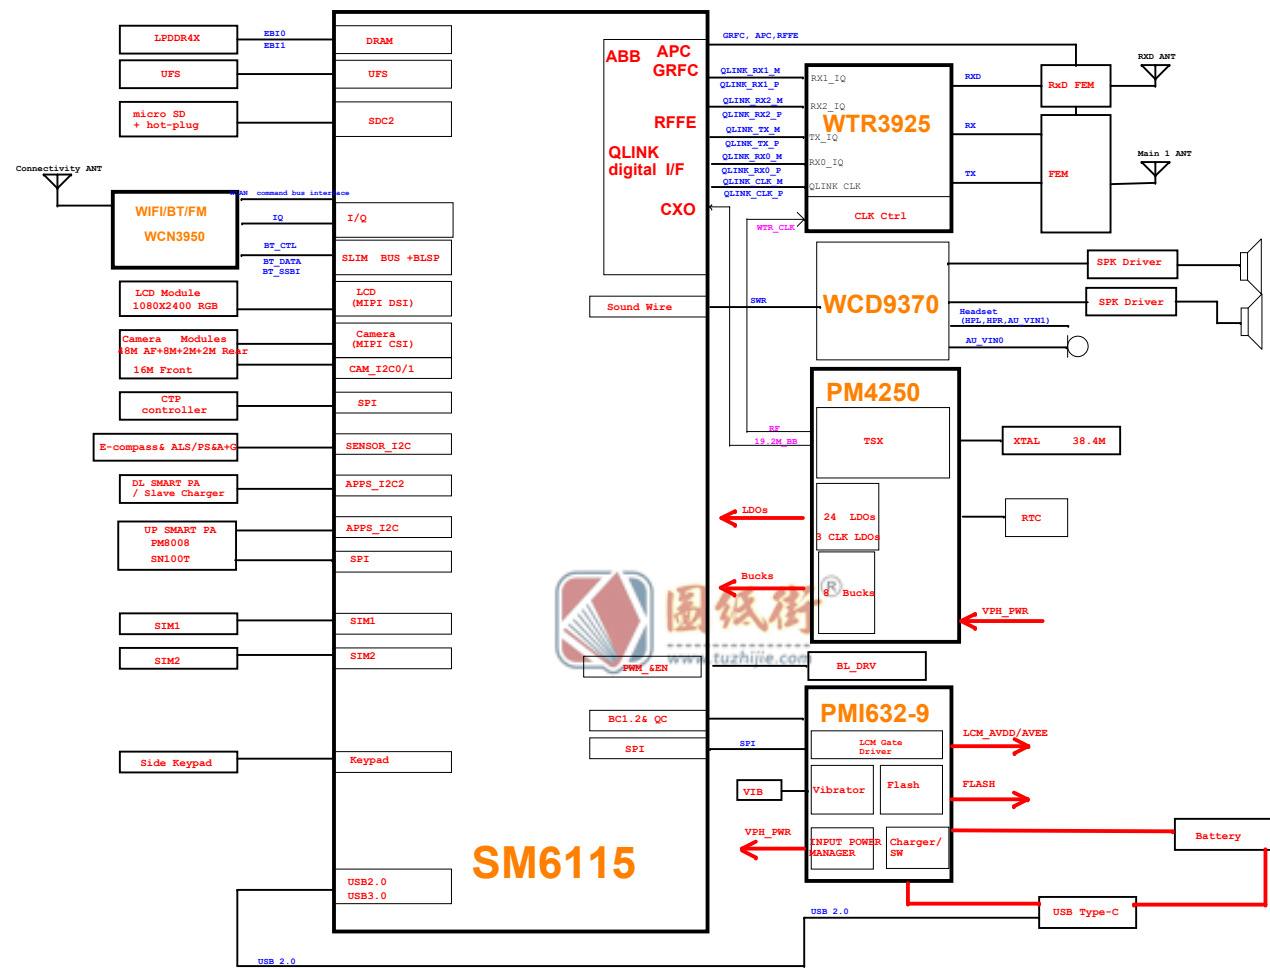 LPDDR4X
EBI0
EBI1
DRAM
UFS
UFS
micro SD
+ hot-plug
SDC2
Connectivity ANT
WIFI/BT/FM
WCN3950
command bus interface
IQ
I/Q
BT_CTL
BT_DATA
BT_SSBI
SLIM BUS +BLSP
LCD Module
1080X2400 RGB
LCD
(MIPI DSI)
Camera Modules
48M AF+8M+2M+2M Rear
16M Front
Camera
(MIPI CSI)
CAM_I2C0/1
CTP
controller
SPI
E-compass& ALS/PS&A+G
SENSOR_I2C
DL SMART PA
/ Slave Charger
APPS_I2C2
UP SMART PA
PM8008
SN100T
APPS_I2C
SPI
SIM1
SIM1
SIM2
SIM2
Side Keypad
Keypad
USB2.0
USB3.0
USB 2.0
SM6115
ABB
APC
GRFC
RFFE
QLINK
digital I/F
CXO
Sound Wire
PWM_&EN
BC1.2& QC
SPI
GRFC, APC,RFFE
QLINK_RX1_M
QLINK_RX1_P
QLINK_RX2_M
QLINK_RX2_P
QLINK_TX_M
QLINK_TX_P
QLINK_RX0_M
QLINK_RX0_P
QLINK_CLK_M
QLINK_CLK_P
WTR_CLK
RX1_IQ
RX2_IQ
WTR3925
TX_IQ
RX0_IQ
QLINK CLK
CLK Ctrl
RXD
RX
TX
RxD FEM
FEM
RXD ANT
Main 1 ANT
SWR
WCD9370
SPK Driver
SPK Driver
Headset
(HPL,HPR,AU_VIN1)
AU_VIN0
PM4250
TSX
RF
19.2M_BB
XTAL 38.4M
RTC
LDOs
24 LDOs
3 CLK LDOs
Bucks
8 Bucks
VPH_PWR
圖纸街®
www.tuzhijie.com
BL_DRV
PMI632-9
SPI
LCM Gate
Driver
LCM_AVDD/AVEE
VIB
Vibrator
Flash
FLASH
VPH_PWR
INPUT POWER
MANAGER
Charger/
SW
Battery
USB Type-C
USB 2.0